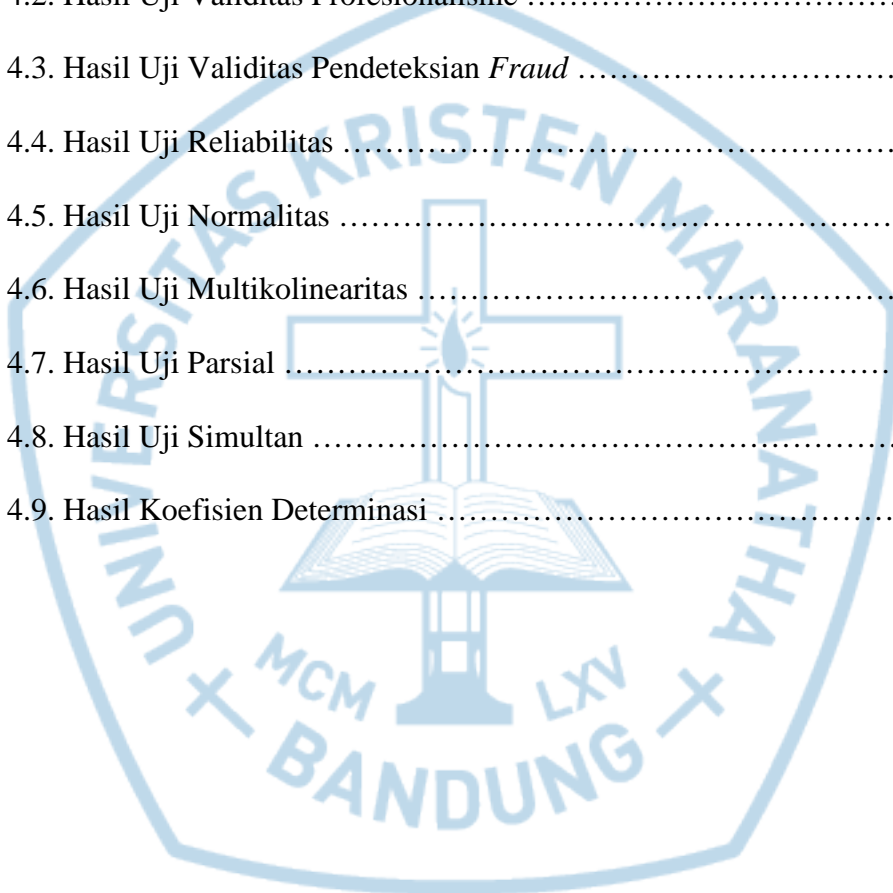 4.2. Hasil Uji Validitas Profesionalisme ……………………………
4.3. Hasil Uji Validitas Pendeteksian Fraud …………………………
4.4. Hasil Uji Reliabilitas ……………………………………………
4.5. Hasil Uji Normalitas ……………………………………………
4.6. Hasil Uji Multikolinearitas ………………………………………
4.7. Hasil Uji Parsial …………………………………………………
4.8. Hasil Uji Simultan ………………………………………………
4.9. Hasil Koefisien Determinasi ……………………………………
UNIVERSITAS KRISTEN MARANATHA
MCM LXV
BANDUNG